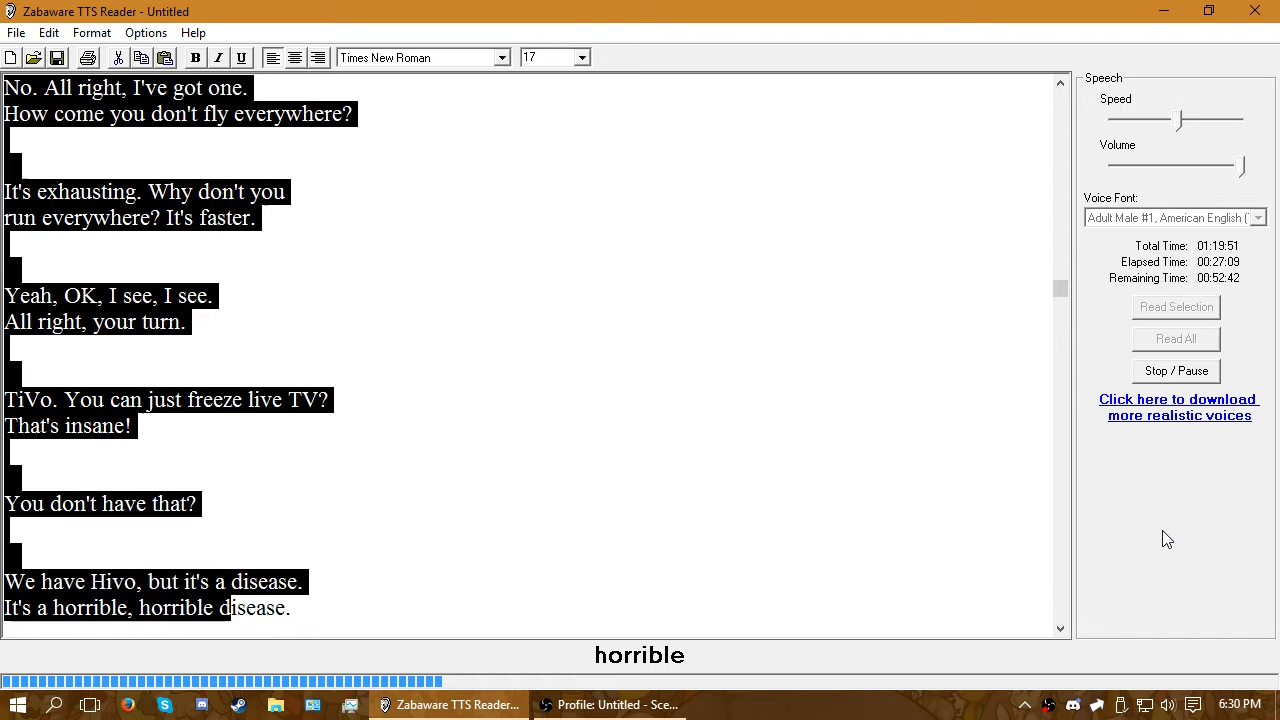 Zabaware TTS Reader - Untitled
File Edit Format Options Help
B I U Times New Roman 17
No. All right, I've got one.
How come you don't fly everywhere?
It's exhausting. Why don't you
run everywhere? It's faster.
Yeah, OK, I see, I see.
All right, your turn.
TiVo. You can just freeze live TV?
That's insane!
You don't have that?
We have Hivo, but it's a disease.
It's a horrible, horrible disease.
Speech
Speed
Volume
Voice Font:
Adult Male #1, American English (
Total Time: 01:19:51
Elapsed Time: 00:27:09
Remaining Time: 00:52:42
Read Selection
Read All
Stop / Pause
Click here to download
more realistic voices
horrible
Zabaware TTS Reader... Profile: Untitled - Sce... 6:30 PM